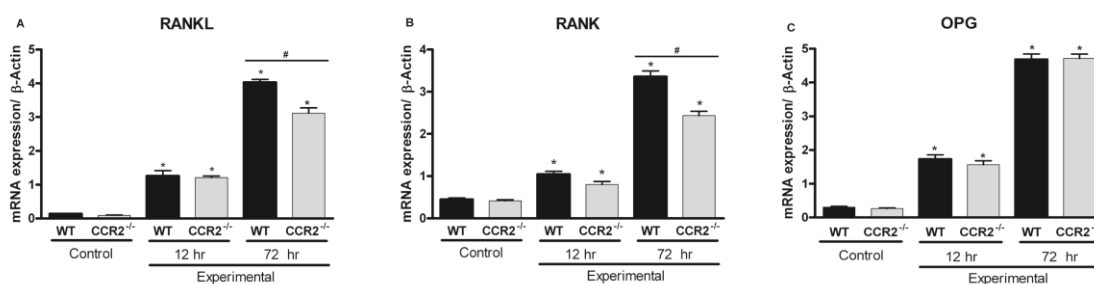 A
RANKL
mRNA expression/ β-Actin
5
4
3
2
1
0
*
*
*
*
#
WT CCR2-/- WT CCR2-/- WT CCR2-/-
Control 12 hr 72 hr
Experimental
B
RANK
mRNA expression/ β-Actin
4
3
2
1
0
*
*
*
*
#
WT CCR2-/- WT CCR2-/- WT CCR2-/-
Control 12 hr 72 hr
Experimental
C
OPG
mRNA expression/ β-Actin
5
4
3
2
1
0
*
*
*
*
WT CCR2-/- WT CCR2-/- WT CCR2-/-
Control 12 hr 72 hr
Experimental